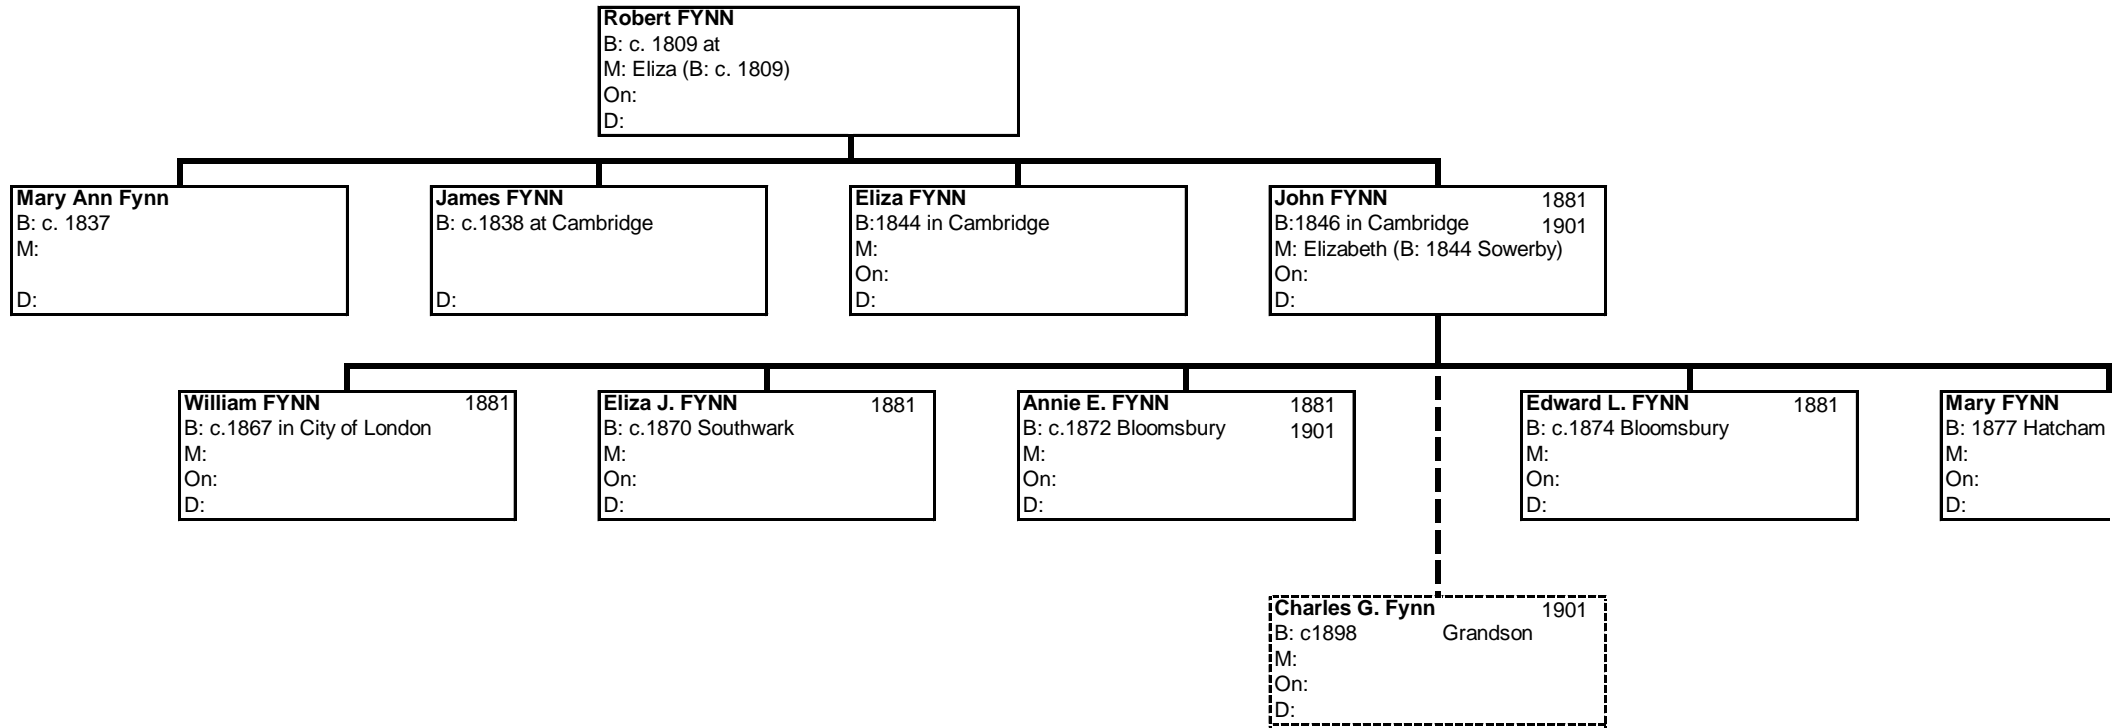 Robert FYNN
B: c. 1809 at
M: Eliza (B: c. 1809)
On:
D:
Mary Ann Fynn
B: c. 1837
M:
D:
James FYNN
B: c.1838 at Cambridge
D:
Eliza FYNN
B:1844 in Cambridge
M:
On:
D:
John FYNN 1881
B:1846 in Cambridge 1901
M: Elizabeth (B: 1844 Sowerby)
On:
D:
William FYNN 1881
B: c.1867 in City of London
M:
On:
D:
Eliza J. FYNN 1881
B: c.1870 Southwark
M:
On:
D:
Annie E. FYNN 1881
B: c.1872 Bloomsbury 1901
M:
On:
D:
Edward L. FYNN 1881
B: c.1874 Bloomsbury
M:
On:
D:
Mary FYNN
B: 1877 Hatcham
M:
On:
D:
Charles G. Fynn 1901
B: c1898 Grandson
M:
On:
D: